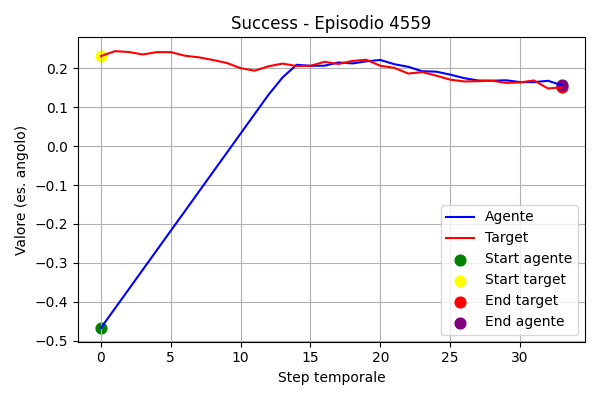 Success - Episodio 4559
Valore (es. angolo)
0.2
0.1
0.0
−0.1
−0.2
−0.3
−0.4
−0.5
Agente
Target
Start agente
Start target
End target
End agente
0 5 10 15 20 25 30
Step temporale